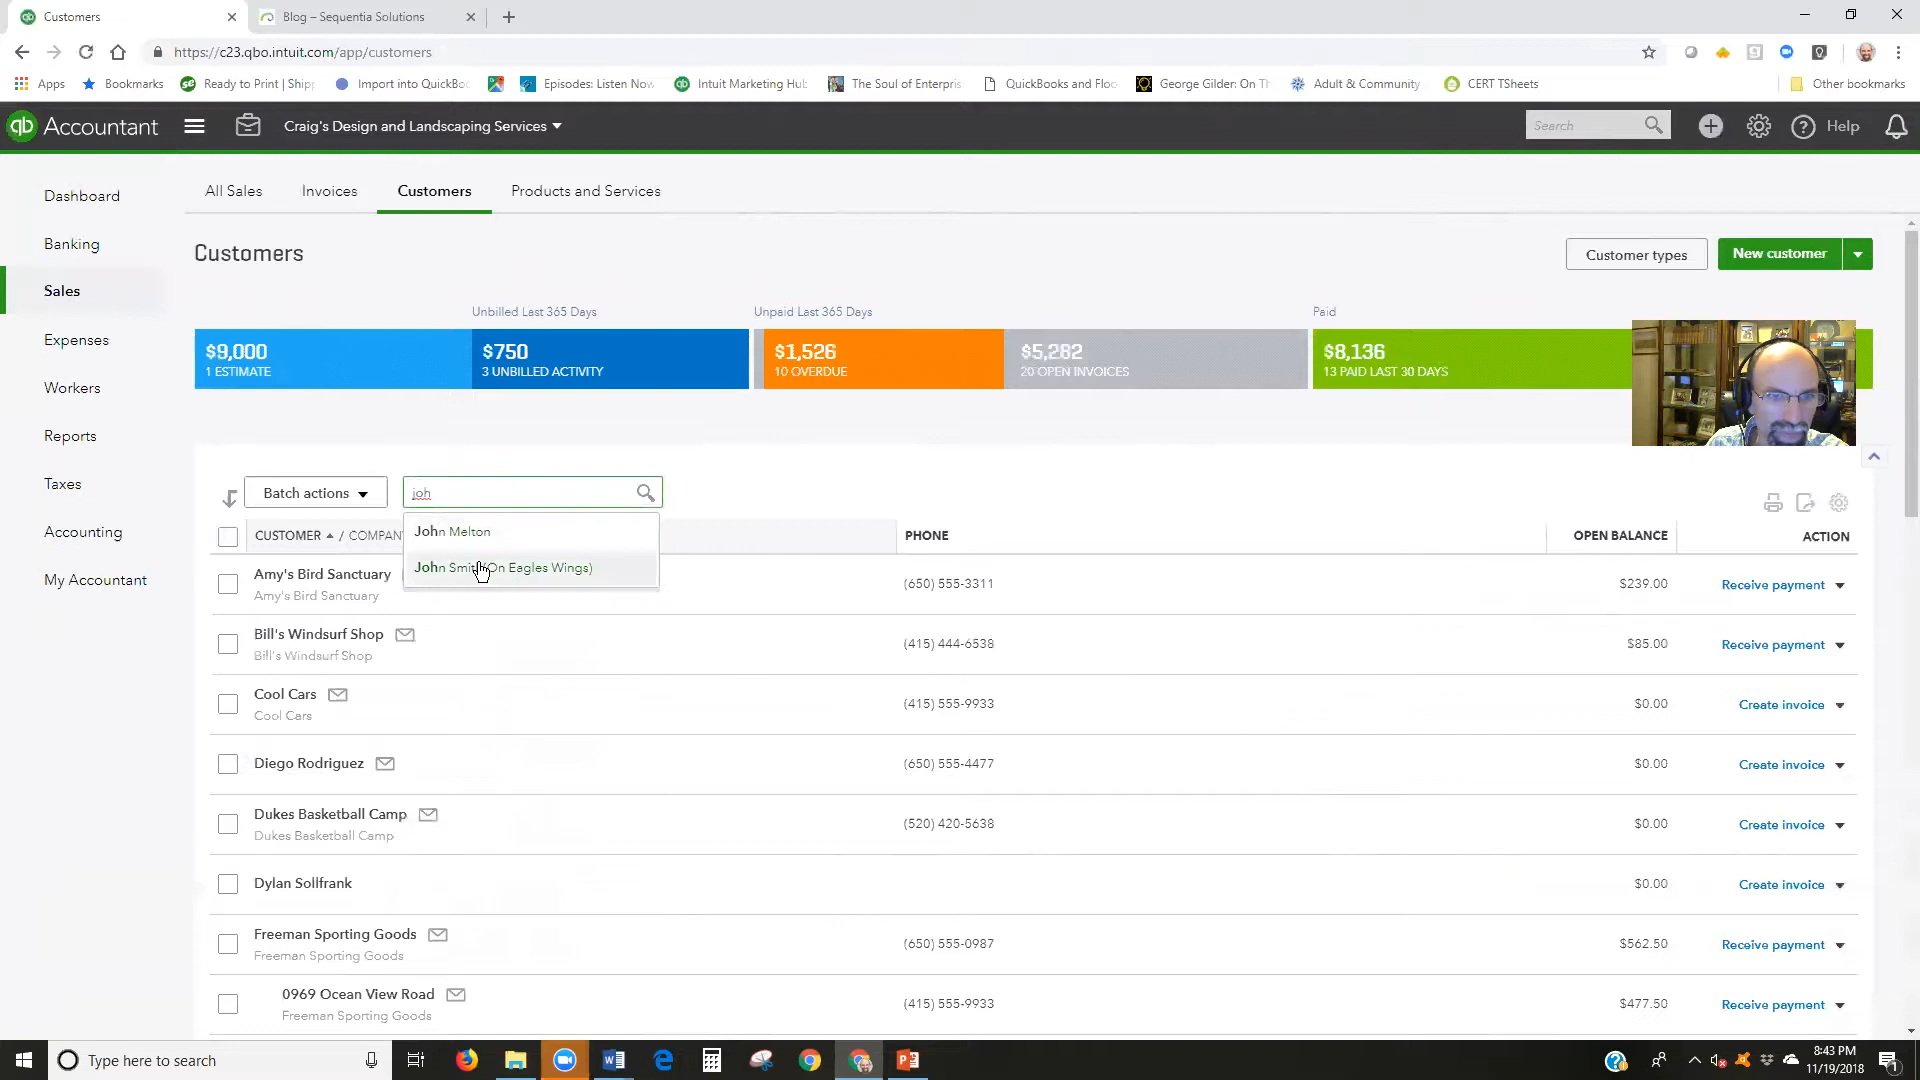 Customers
Blog – Sequentia Solutions
https://c23.qbo.intuit.com/app/customers
Apps
Bookmarks
Ready to Print | Ship
Import into QuickBo
Episodes: Listen Now
Intuit Marketing Hub
The Soul of Enterpris
QuickBooks and Floo
George Gilder: On Th
Adult & Community
CERT TSheets
Other bookmarks
qb Accountant
Craig's Design and Landscaping Services
Search
Help
Dashboard
Banking
Sales
Expenses
Workers
Reports
Taxes
Accounting
My Accountant
All Sales
Invoices
Customers
Products and Services
Customers
Customer types
New customer
Unbilled Last 365 Days
Unpaid Last 365 Days
Paid
$9,000
1 ESTIMATE
$750
3 UNBILLED ACTIVITY
$1,526
10 OVERDUE
$5,282
20 OPEN INVOICES
$8,136
13 PAID LAST 30 DAYS
Batch actions
joh
John Melton
John Smit (On Eagles Wings)
CUSTOMER / COMPAN
PHONE
OPEN BALANCE
ACTION
Amy's Bird Sanctuary
Amy's Bird Sanctuary
(650) 555-3311
$239.00
Receive payment
Bill's Windsurf Shop
Bill's Windsurf Shop
(415) 444-6538
$85.00
Receive payment
Cool Cars
Cool Cars
(415) 555-9933
$0.00
Create invoice
Diego Rodriguez
(650) 555-4477
$0.00
Create invoice
Dukes Basketball Camp
Dukes Basketball Camp
(520) 420-5638
$0.00
Create invoice
Dylan Sollfrank
$0.00
Create invoice
Freeman Sporting Goods
Freeman Sporting Goods
(650) 555-0987
$562.50
Receive payment
0969 Ocean View Road
Freeman Sporting Goods
(415) 555-9933
$477.50
Receive payment
Type here to search
8:43 PM
11/19/2018